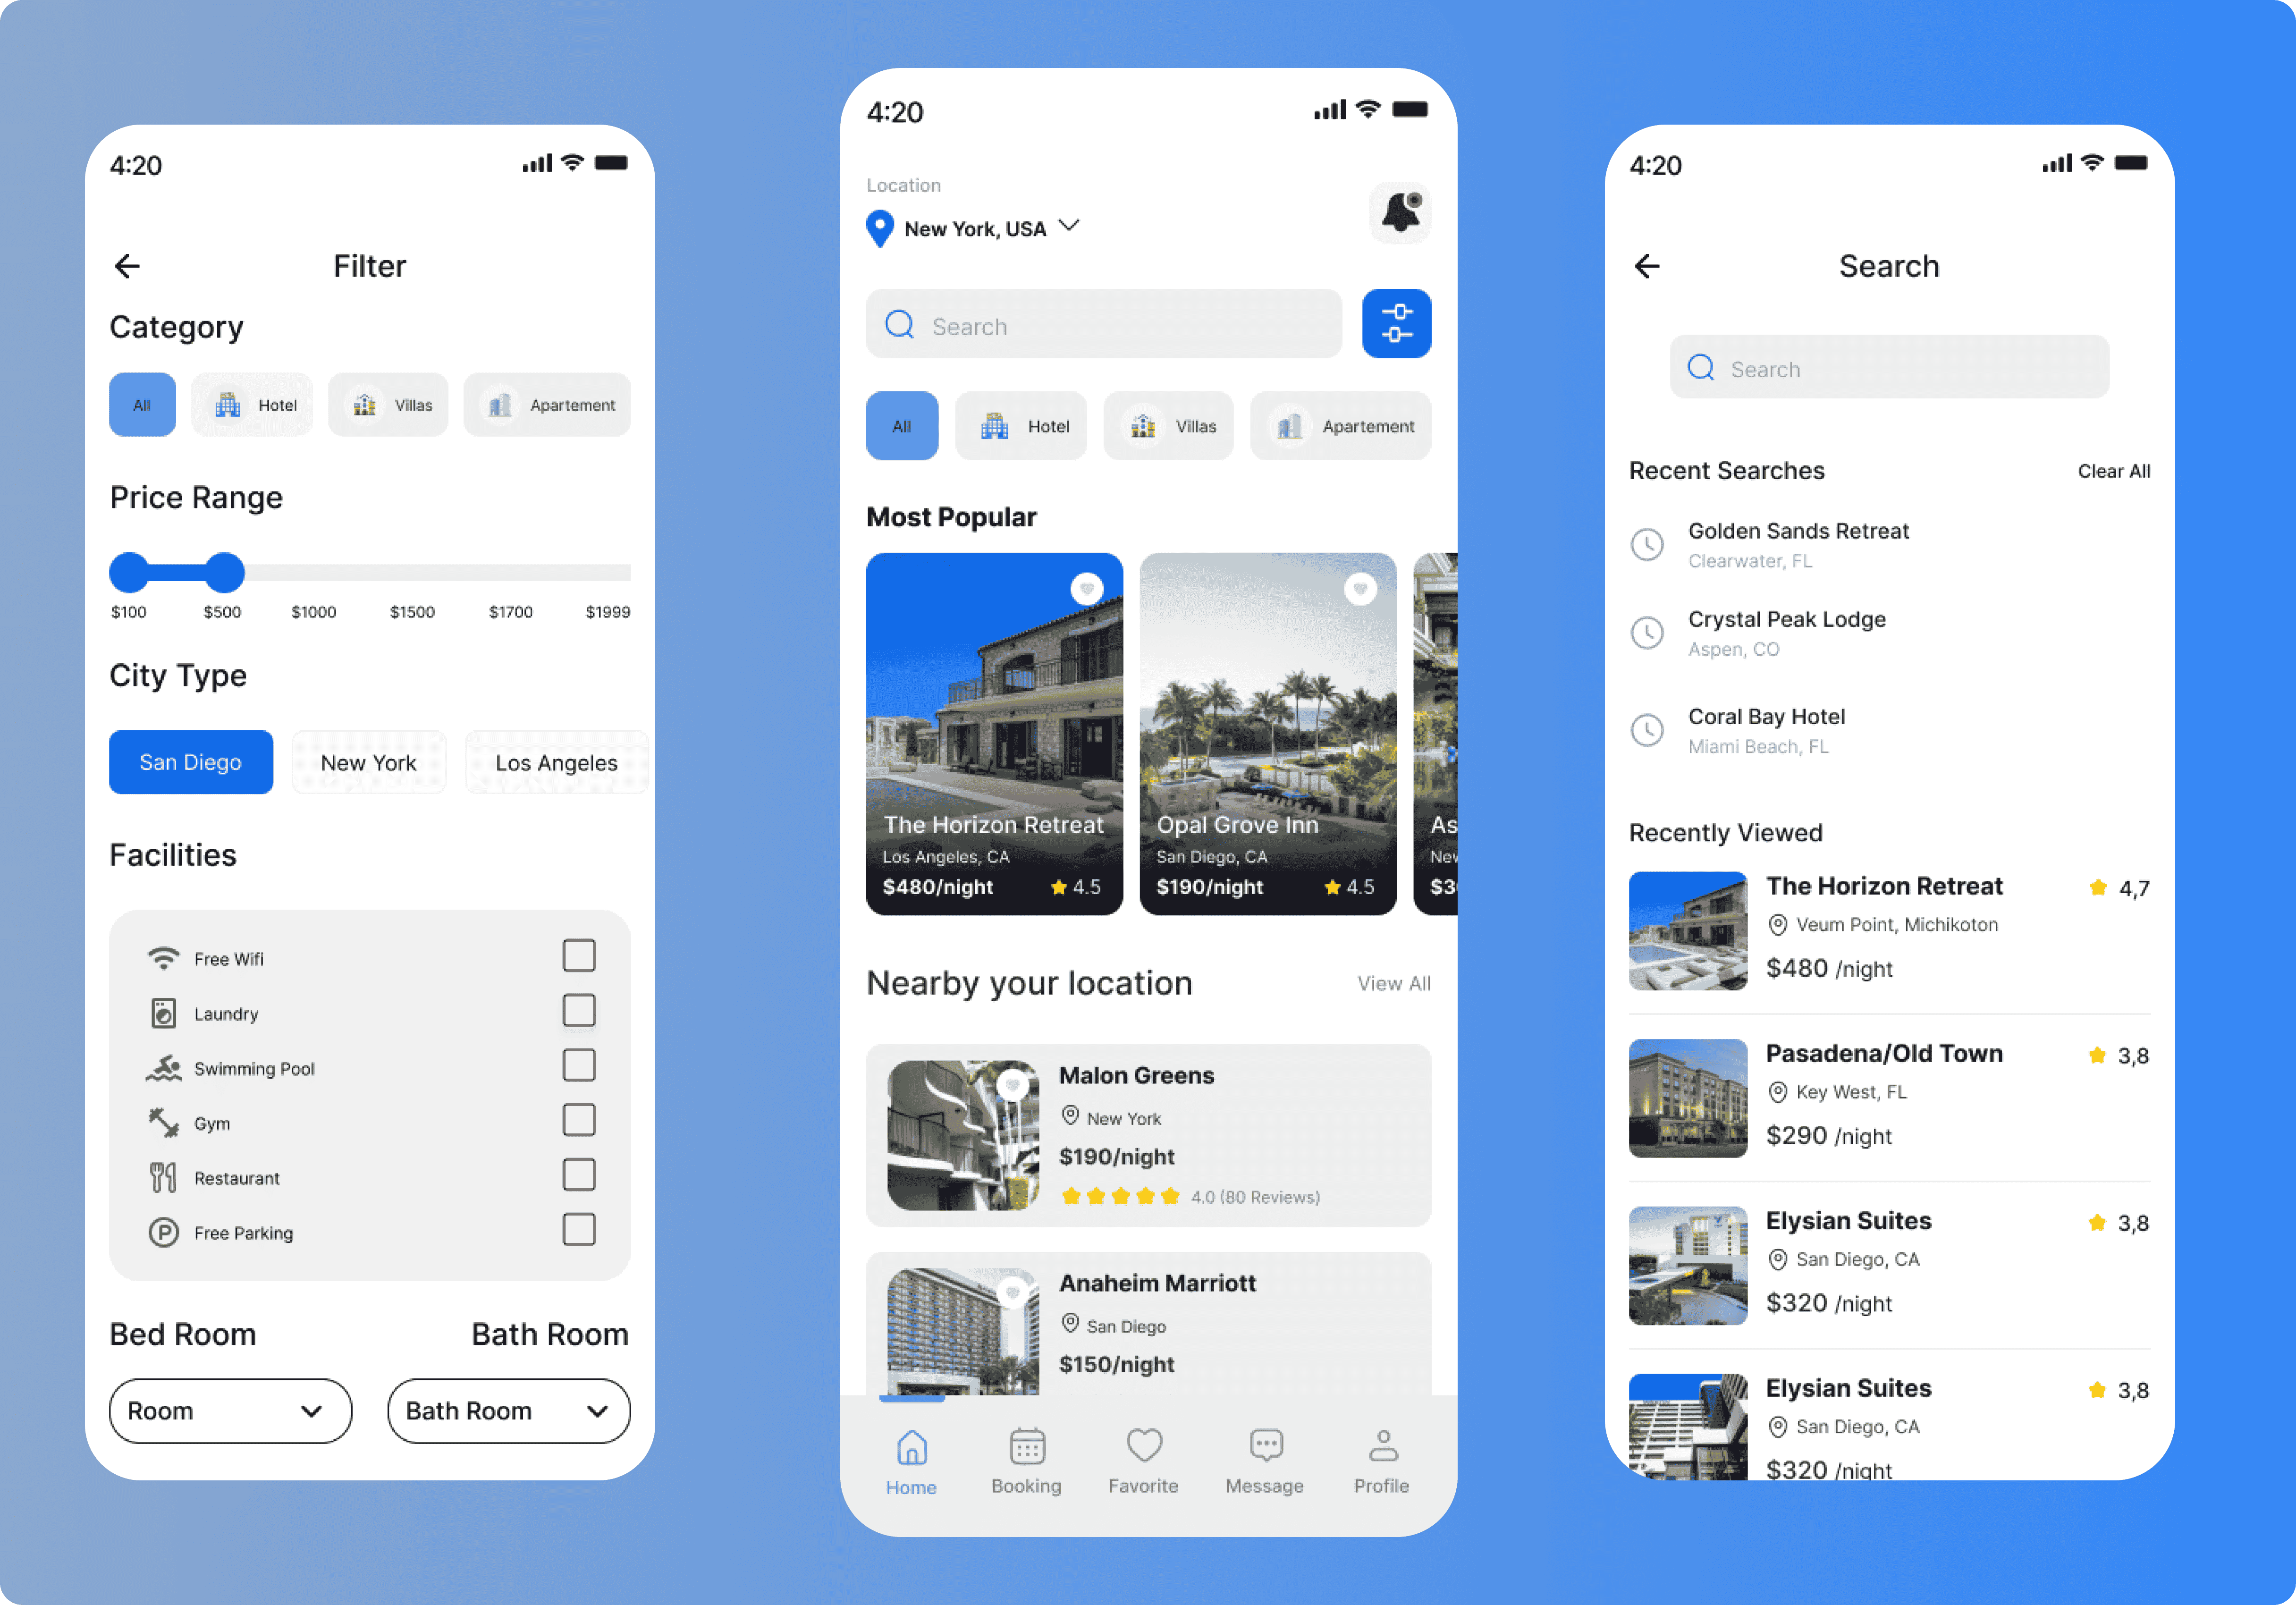 4:20
Filter
Category
All
Hotel
Villas
Apartement
Price Range
$100
$500
$1000
$1500
$1700
$1999
City Type
San Diego
New York
Los Angeles
Facilities
Free Wifi
Laundry
Swimming Pool
Gym
Restaurant
P
Free Parking
Bed Room
Bath Room
Room
Bath Room
4:20
Location
New York, USA
Search
All
Hotel
Villas
Apartement
Most Popular
The Horizon Retreat
Los Angeles, CA
$480/night
4.5
Opal Grove Inn
San Diego, CA
$190/night
4.5
As
New
$3
Nearby your location
View All
Malon Greens
New York
$190/night
4.0 (80 Reviews)
Anaheim Marriott
San Diego
$150/night
Home
Booking
Favorite
Message
Profile
4:20
Search
Search
Recent Searches
Clear All
Golden Sands Retreat
Clearwater, FL
Crystal Peak Lodge
Aspen, CO
Coral Bay Hotel
Miami Beach, FL
Recently Viewed
The Horizon Retreat
4,7
Veum Point, Michikoton
$480 /night
Pasadena/Old Town
3,8
Key West, FL
$290 /night
Elysian Suites
3,8
San Diego, CA
$320 /night
Elysian Suites
3,8
San Diego, CA
$320 /night